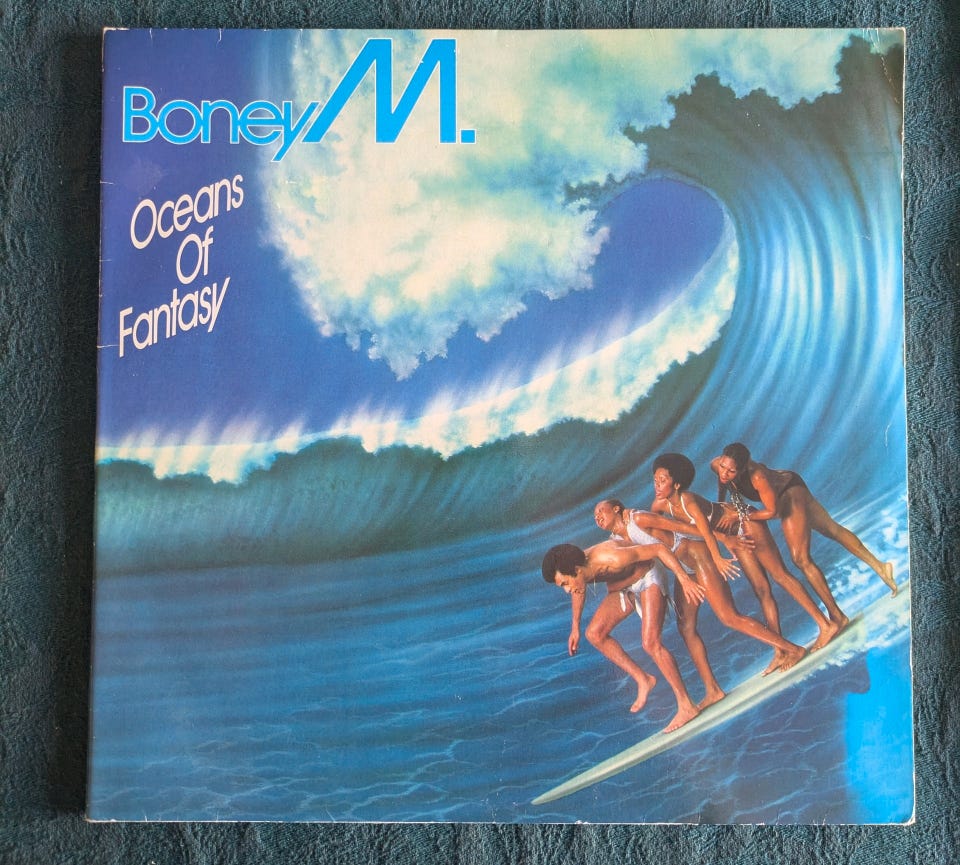 Boney M.
Oceans
Of
Fantasy